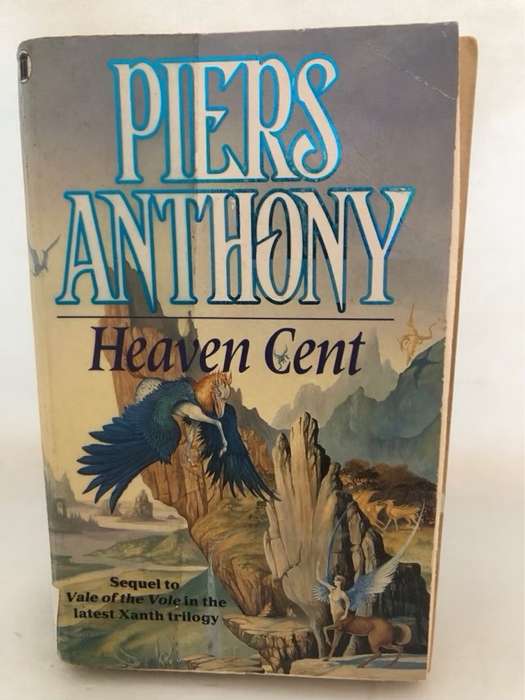 PIERS
ANTHONY
Heaven Cent
Sequel to
Vale of the Vole in the
latest Xanth trilogy